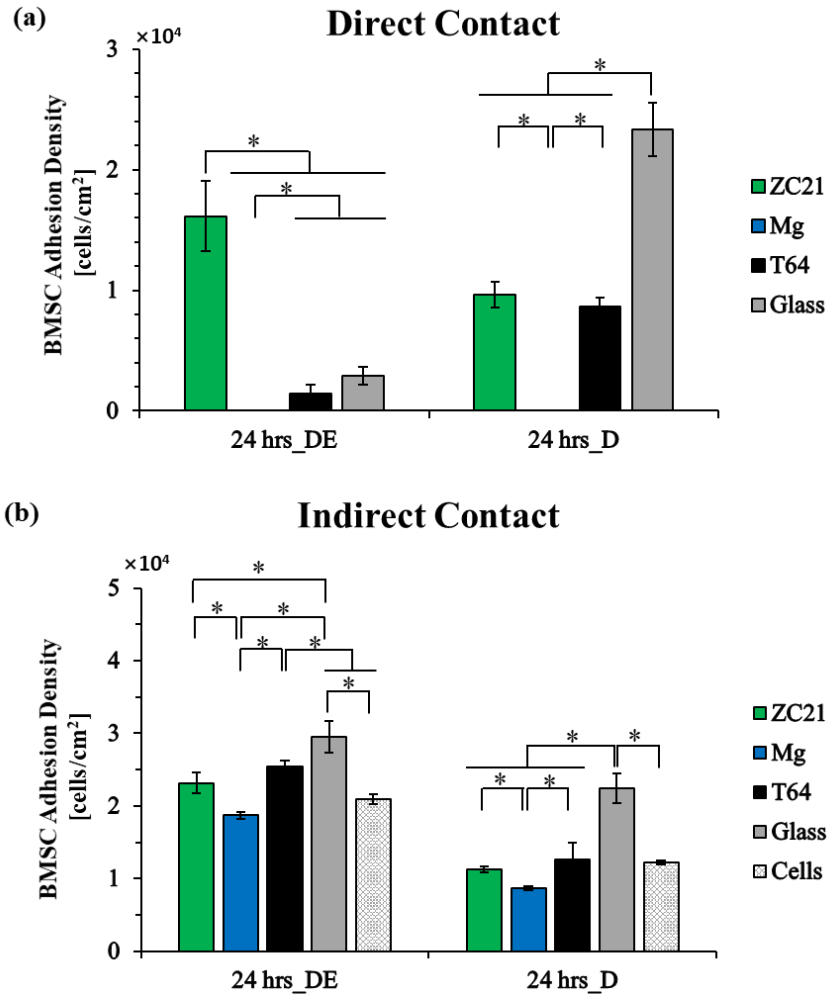 (a)
Direct Contact
×10⁴
BMSC Adhesion Density
[cells/cm²]
3
2
1
0
*
*
*
*
*
24 hrs_DE
24 hrs_D
ZC21
Mg
T64
Glass
(b)
Indirect Contact
×10⁴
BMSC Adhesion Density
[cells/cm²]
5
4
3
2
1
0
*
*
*
*
*
*
*
*
*
*
24 hrs_DE
24 hrs_D
ZC21
Mg
T64
Glass
Cells